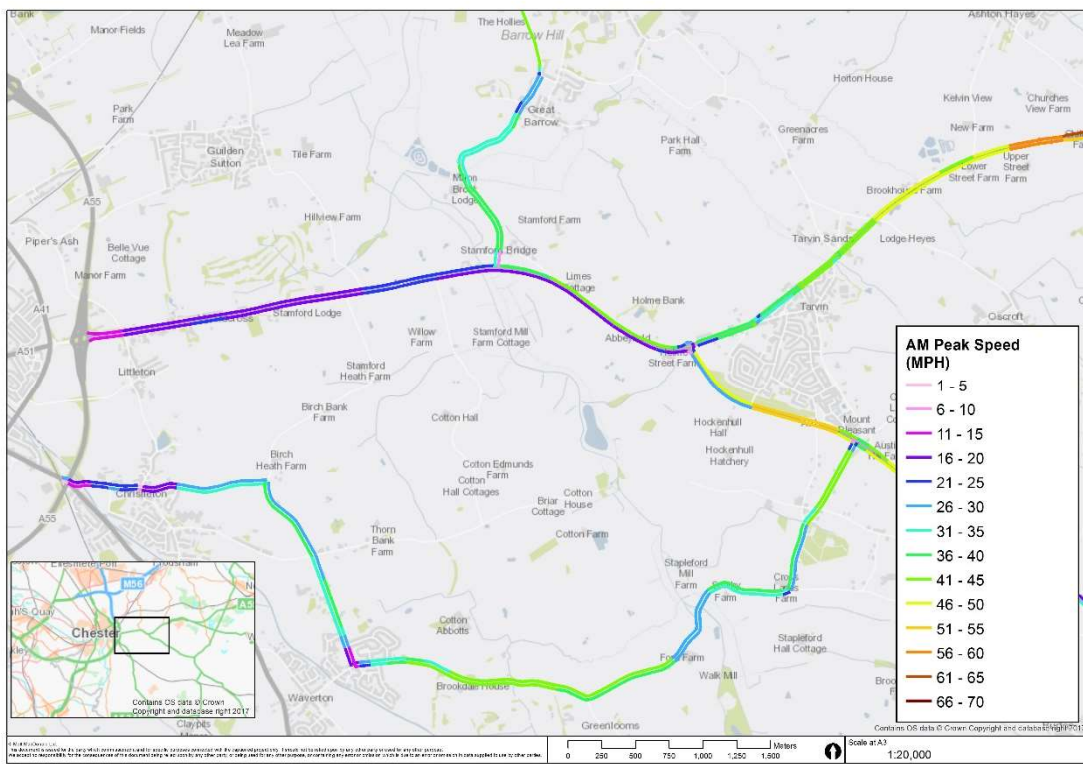 Bank
Manor Fields
Meadow
Lea Farm
The Hollies
Barrow Hill
Ashton Hayes
Horton House
Kelvin View
Churches
View Farm
Park
Farm
Great
Barrow
New Farm
Greenacres
Farm
Guilden
Sutton
Tile Farm
Park Hall
Farm
Lower
Street Farm
Upper
Street
Farm
Brookhouse Farm
Lodge
A55
Hillview Farm
Stamford Farm
Tarvin Sands
Lodge Heyes
Piper's Ash
Belle Vue
Cottage
Stamford Bridge
Manor Farm
Limes
Cottage
A41
Stamford Lodge
Holme Bank
Tarvin
Oscroft
A51
Willow
Farm
Stamford Mill
Farm Cottage
Street Farm
Littleton
Stamford
Heath Farm
Birch Bank
Farm
Cotton Hall
Hockenhull
Hall
Mount
Pleasant
Birch
Heath Farm
Cotton Edmunds
Farm
Hockenhull
Hatchery
Christleton
Cotton
Hall Cottages
Cotton
House
Briar
Cottage
A55
Thorn
Bank
Farm
Cotton Farm
Stapleford
Mill
Farm
Farm
Cross
Lanes
Farm
Cotton
Abbotts
Stapleford
Hall Cottage
Ford Farm
Walk Mill
Waverton
Brookdale House
Greenlooms
AM Peak Speed
(MPH)
1 - 5
6 - 10
11 - 15
16 - 20
21 - 25
26 - 30
31 - 35
36 - 40
41 - 45
46 - 50
51 - 55
56 - 60
61 - 65
66 - 70
M56
Chester
Contains OS data © Crown
Copyright and database right 2017
Claypits
Contains OS data © Crown Copyright and database right 2017
0 250 500 750 1,000 1,250 1,500
Meters
Scale at A3
1:20,000